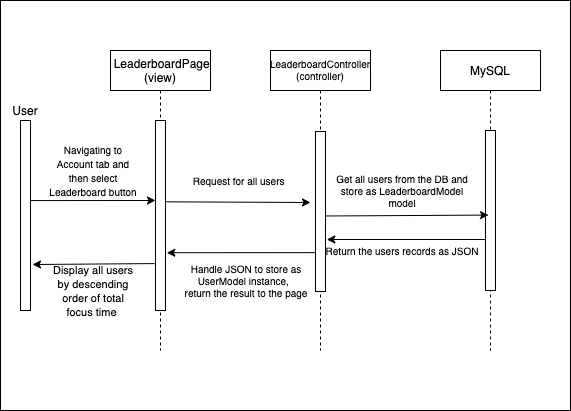 LeaderboardPage
(view)
LeaderboardController
(controller)
MySQL
User
Navigating to
Account tab and
then select
Leaderboard button
Request for all users
Get all users from the DB and
store as LeaderboardModel
model
Return the users records as JSON
Handle JSON to store as
UserModel instance,
return the result to the page
Display all users
by descending
order of total
focus time